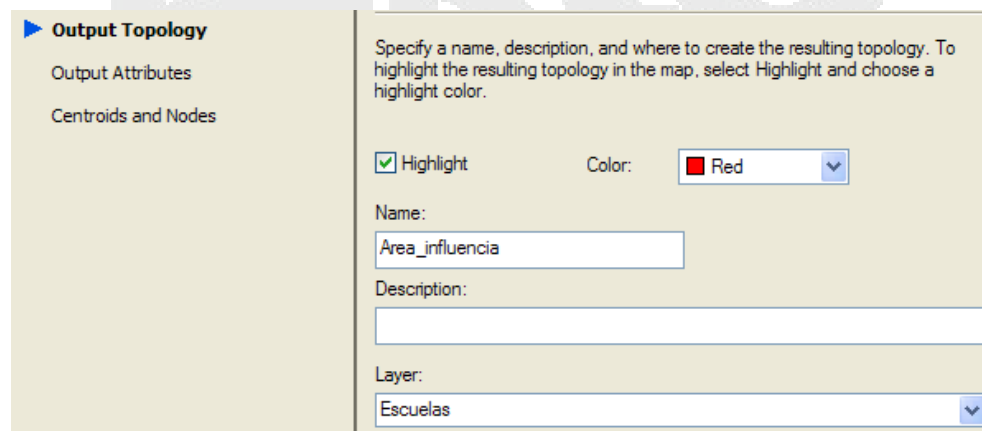 Output Topology
Output Attributes
Centroids and Nodes
Specify a name, description, and where to create the resulting topology. To
highlight the resulting topology in the map, select Highlight and choose a
highlight color.
Highlight
Color:
Red
Name:
Area_influencia
Description:
Layer:
Escuelas